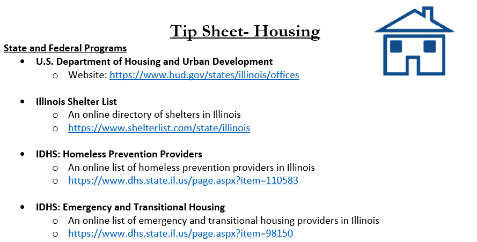 Tip Sheet- Housing
State and Federal Programs
• U.S. Department of Housing and Urban Development
o Website: https://www.hud.gov/states/illinois/offices
• Illinois Shelter List
o An online directory of shelters in Illinois
o https://www.shelterlist.com/state/illinois
• IDHS: Homeless Prevention Providers
o An online list of homeless prevention providers in Illinois
o https://www.dhs.state.il.us/page.aspx?item=110583
• IDHS: Emergency and Transitional Housing
o An online list of emergency and transitional housing providers in Illinois
o https://www.dhs.state.il.us/page.aspx?item=98150